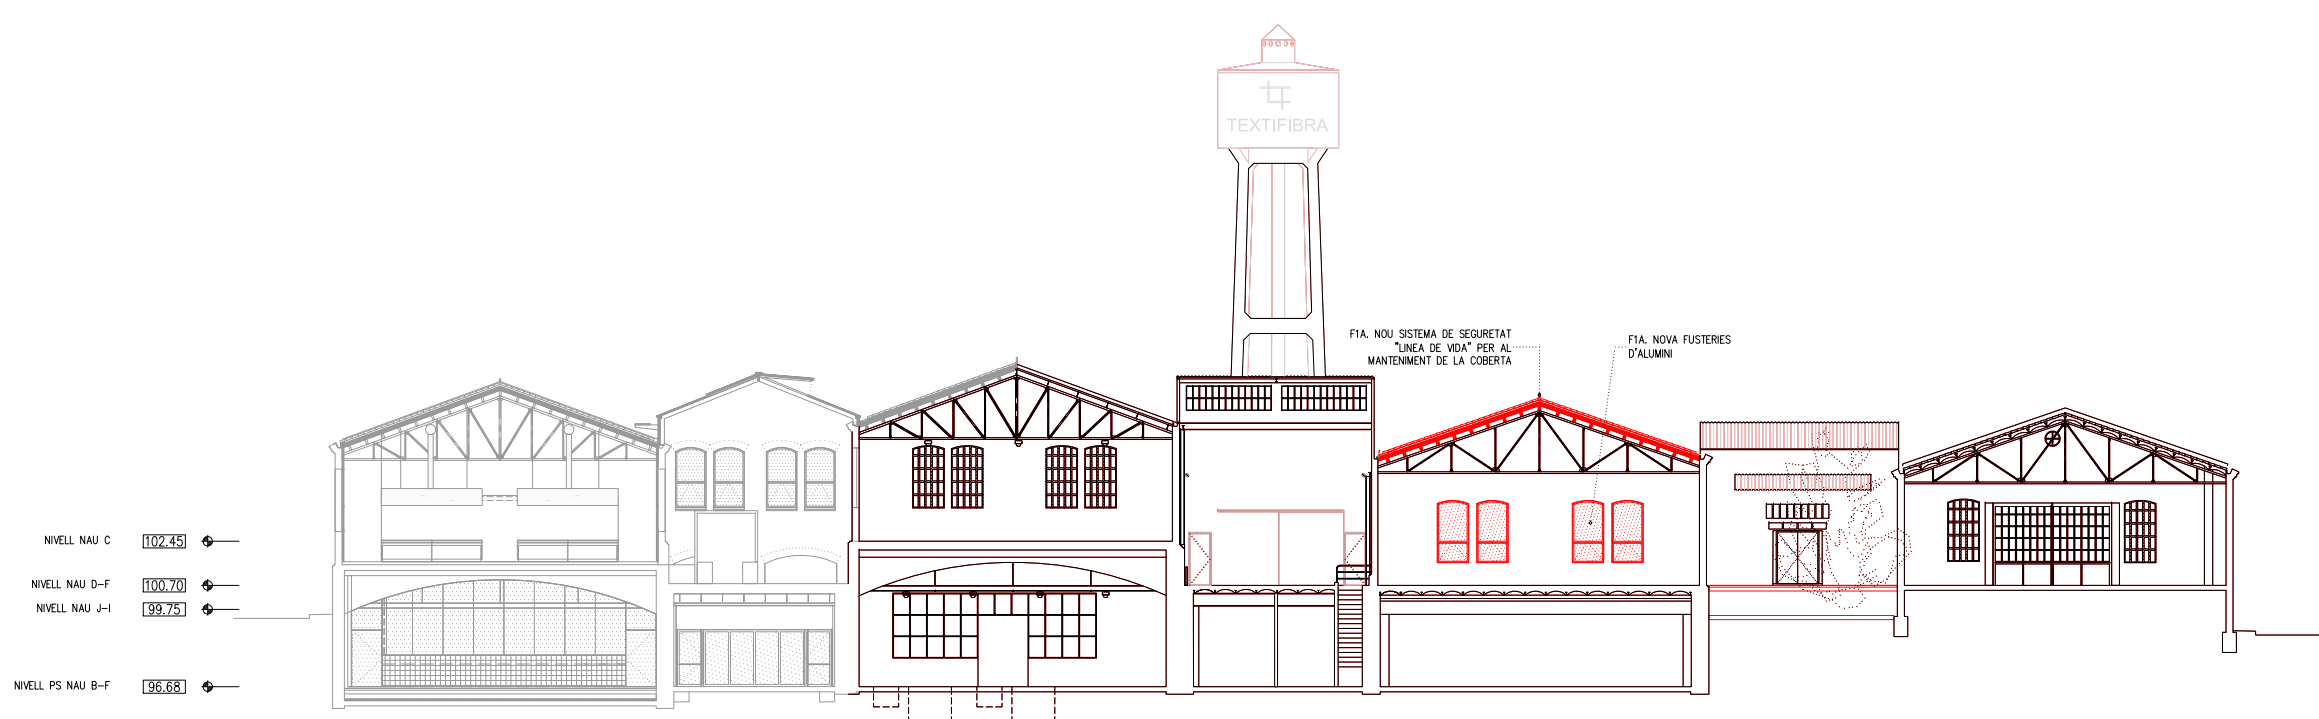 TEXTIFIBRA
F1A. NOU SISTEMA DE SEGURETAT
"LINEA DE VIDA" PER AL
MANTENIMENT DE LA COBERTA
F1A. NOVA FUSTERIES
D'ALUMINI
NIVELL NAU C 102.45
NIVELL NAU D-F 100.70
NIVELL NAU J-I 99.75
NIVELL PS NAU B-F 96.68